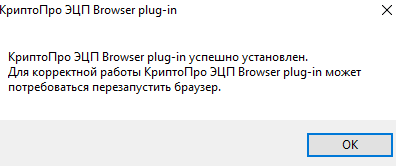 КриптоПро ЭЦП Browser plug-in
КриптоПро ЭЦП Browser plug-in успешно установлен.
Для корректной работы КриптоПро ЭЦП Browser plug-in может
потребоваться перезапустить браузер.
OK